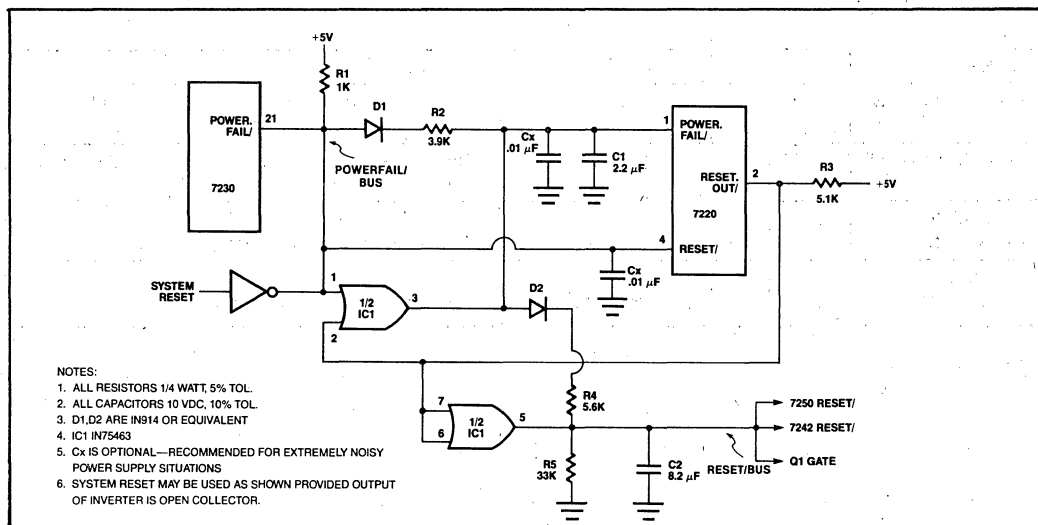 +5V
R1
1K
POWER.
FAIL/
21
7230
D1
R2
3.9K
POWERFAIL/
BUS
Cx
.01 µF
C1
2.2 µF
1
POWER.
FAIL/
RESET.
OUT/
2
7220
4
RESET/
R3
5.1K
+5V
Cx
.01 µF
SYSTEM
RESET
1
1/2
IC1
3
2
D2
R4
5.6K
7
1/2
IC1
5
6
R5
33K
C2
8.2 µF
RESET/BUS
7250 RESET/
7242 RESET/
Q1 GATE
NOTES:
1. ALL RESISTORS 1/4 WATT, 5% TOL.
2. ALL CAPACITORS 10 VDC, 10% TOL.
3. D1,D2 ARE IN914 OR EQUIVALENT
4. IC1 IN75463
5. Cx IS OPTIONAL—RECOMMENDED FOR EXTREMELY NOISY
POWER SUPPLY SITUATIONS
6. SYSTEM RESET MAY BE USED AS SHOWN PROVIDED OUTPUT
OF INVERTER IS OPEN COLLECTOR.